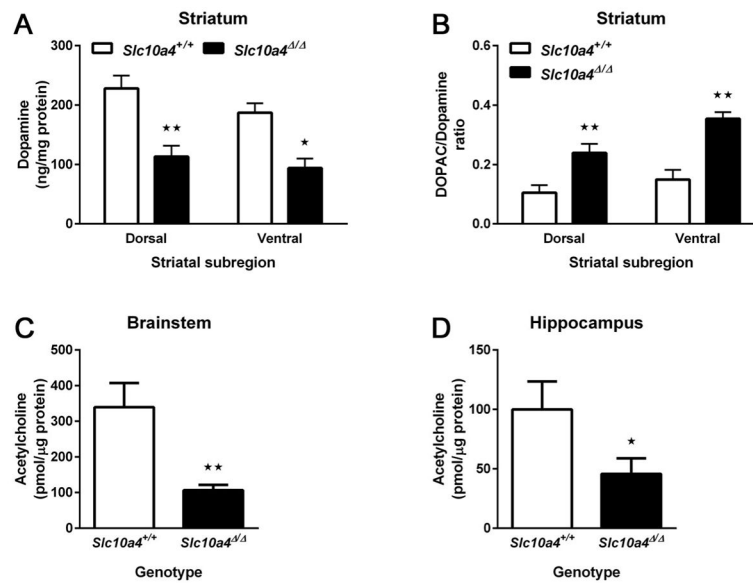 A
Striatum
Slc10a4+/+
Slc10a4Δ/Δ
Dopamine
(ng/mg protein)
300
200
100
0
★★
★
Dorsal
Ventral
Striatal subregion
B
Striatum
Slc10a4+/+
Slc10a4Δ/Δ
DOPAC/Dopamine
ratio
0.6
0.4
0.2
0.0
★★
★★
Dorsal
Ventral
Striatal subregion
C
Brainstem
Acetylcholine
(pmol/μg protein)
500
400
300
200
100
0
★★
Slc10a4+/+
Slc10a4Δ/Δ
Genotype
D
Hippocampus
Acetylcholine
(pmol/μg protein)
150
100
50
0
★
Slc10a4+/+
Slc10a4Δ/Δ
Genotype